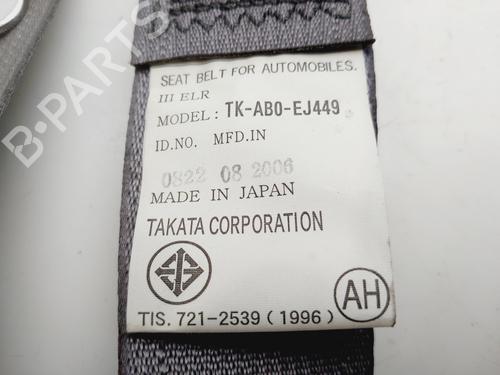 SEAT BELT FOR AUTOMOBILES.
III ELR
MODEL: TK-AB0-EJ449
ID.NO. MFD.IN
0822 08 2006
MADE IN JAPAN
TAKATA CORPORATION
AH
TIS. 721-2539 (1996)
B-PARTS